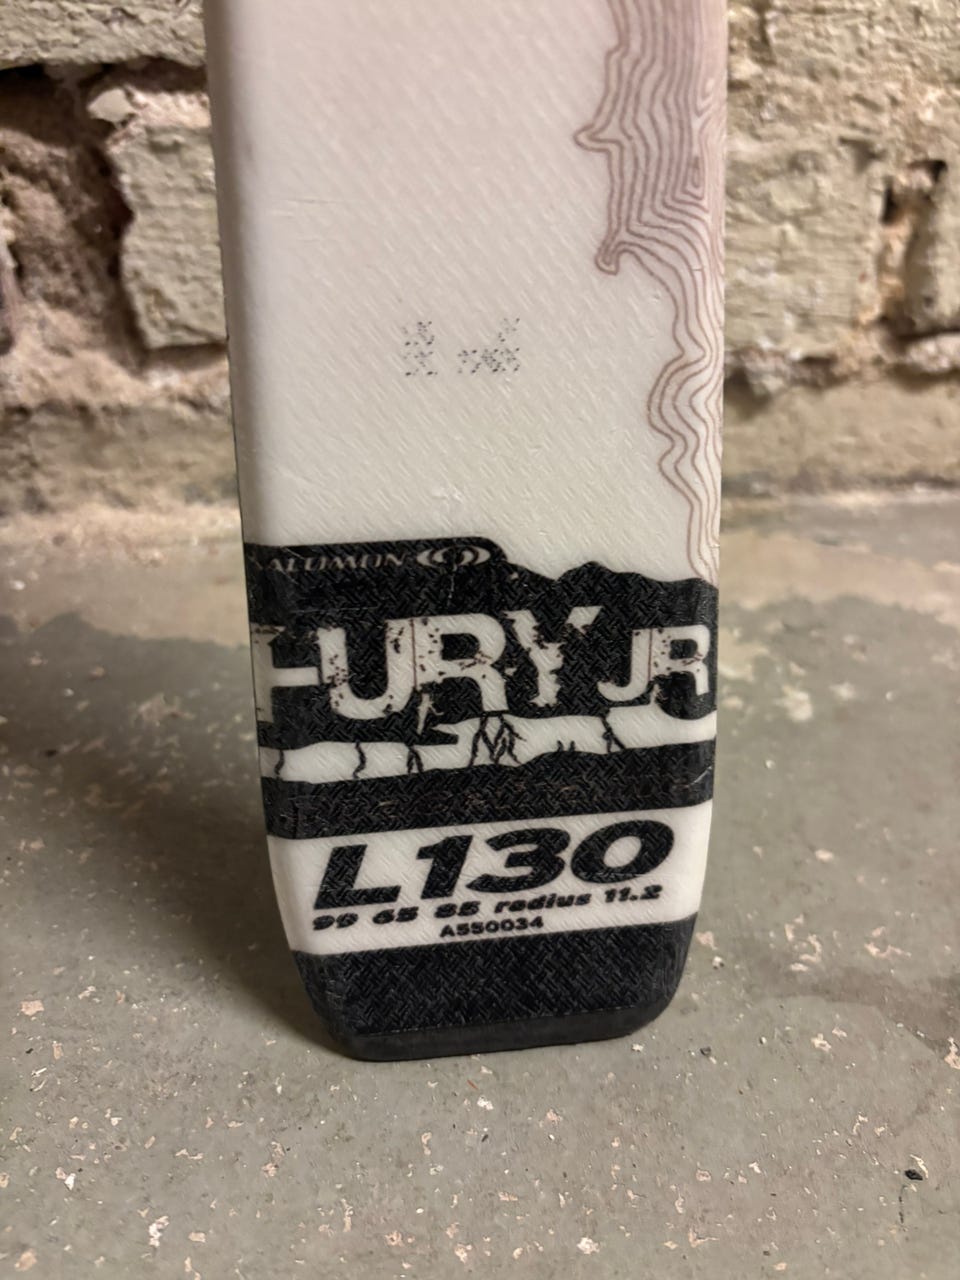 SALOMON
FURY JR
L130
99 65 85 radius 11.2
A550034